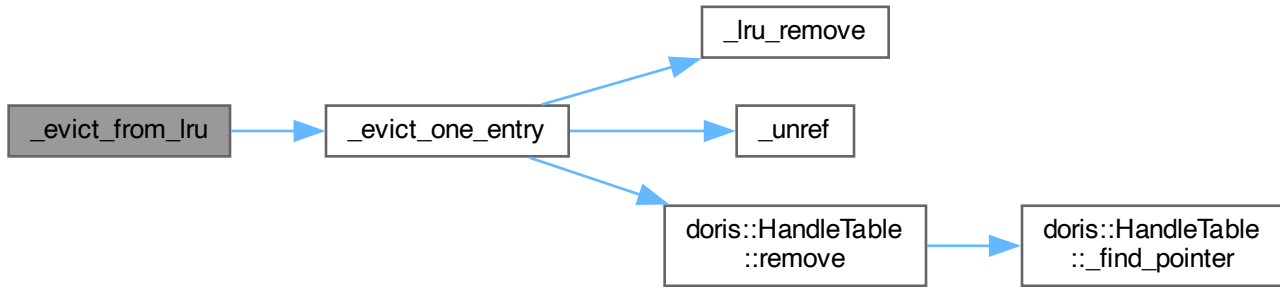 _lru_remove
_evict_from_lru
_evict_one_entry
_unref
doris::HandleTable
::remove
doris::HandleTable
::_find_pointer